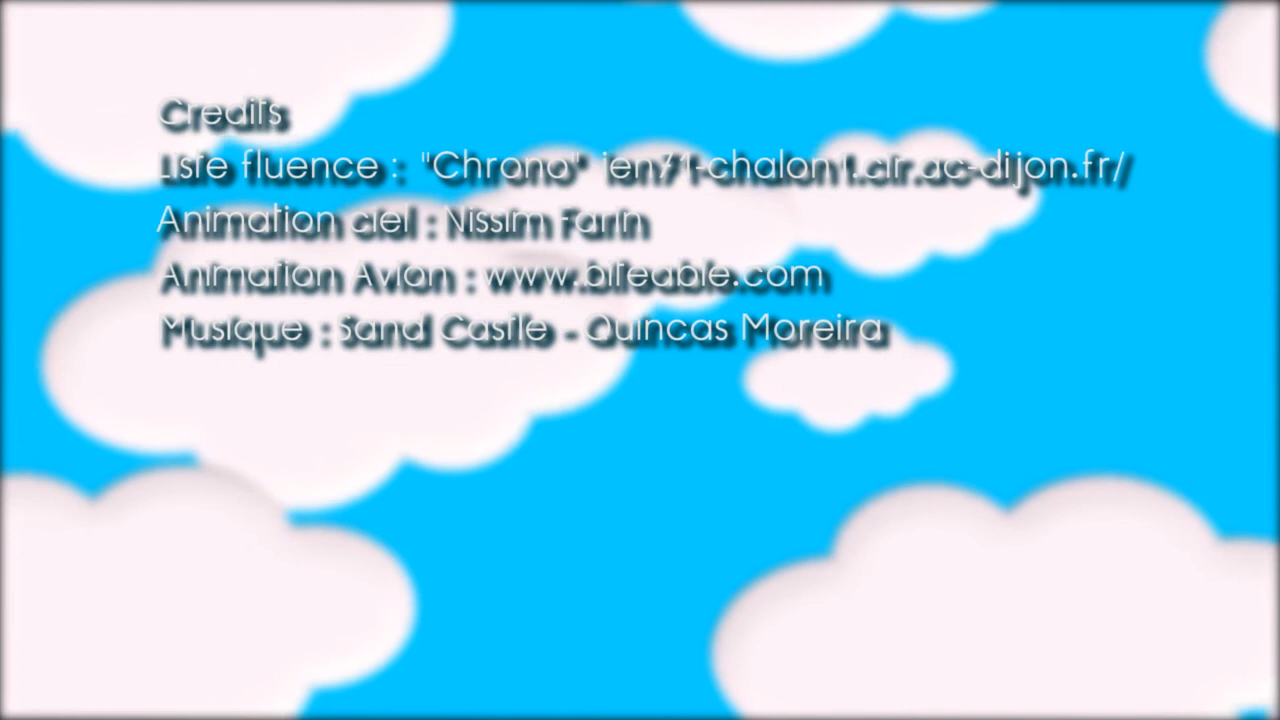 Credits
Liste fluence : "Chrono" ien71-chalon1.cir.ac-dijon.fr/
Animation ciel : Nissim Farin
Animation Avion : www.biteable.com
Musique : Sand Castle - Quincas Moreira